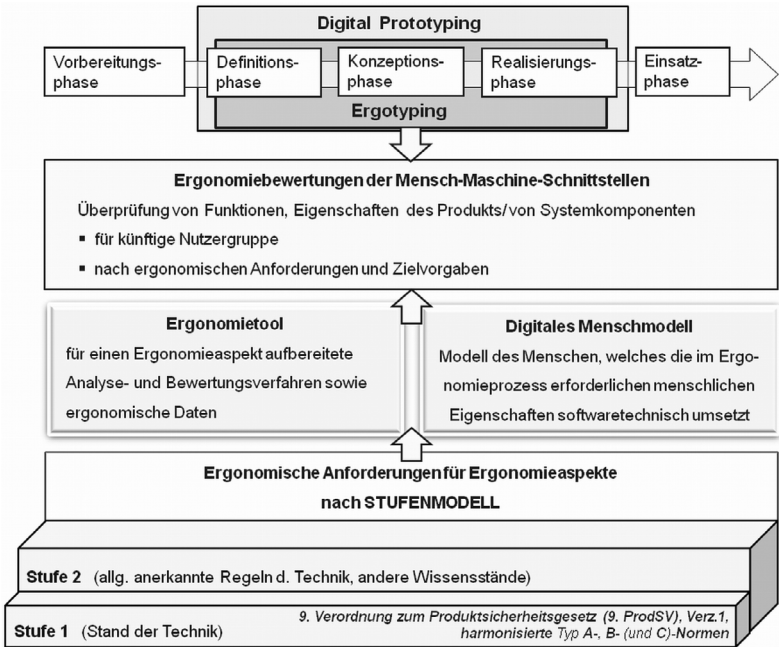 Digital Prototyping
Vorbereitungs-
phase
Definitions-
phase
Konzeptions-
phase
Realisierungs-
phase
Einsatz-
phase
Ergotyping
Ergonomiebewertungen der Mensch-Maschine-Schnittstellen
Überprüfung von Funktionen, Eigenschaften des Produkts/von Systemkomponenten
▪ für künftige Nutzergruppe
▪ nach ergonomischen Anforderungen und Zielvorgaben
Ergonomietool
für einen Ergonomieaspekt aufbereitete
Analyse- und Bewertungsverfahren sowie
ergonomische Daten
Digitales Menschmodell
Modell des Menschen, welches die im Ergo-
nomieprozess erforderlichen menschlichen
Eigenschaften softwaretechnisch umsetzt
Ergonomische Anforderungen für Ergonomieaspekte
nach STUFENMODELL
Stufe 2 (allg. anerkannte Regeln d. Technik, andere Wissensstände)
Stufe 1 (Stand der Technik)
9. Verordnung zum Produktsicherheitsgesetz (9. ProdSV), Verz.1,
harmonisierte Typ A-, B- (und C)-Normen